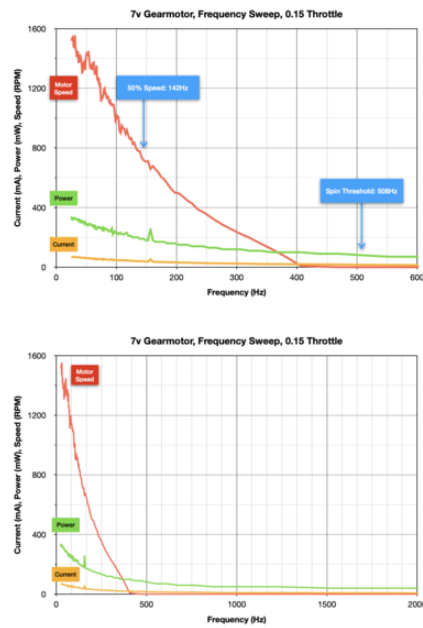 7v Gearmotor, Frequency Sweep, 0.15 Throttle
Current (mA), Power (mW), Speed (RPM)
1600
1200
800
400
0
Motor
Speed
50% Speed: 142Hz
Power
Spin Threshold: 508Hz
Current
0 100 200 300 400 500 600
Frequency (Hz)
7v Gearmotor, Frequency Sweep, 0.15 Throttle
Current (mA), Power (mW), Speed (RPM)
1600
1200
800
400
0
Motor
Speed
Power
Current
0 500 1000 1500 2000
Frequency (Hz)